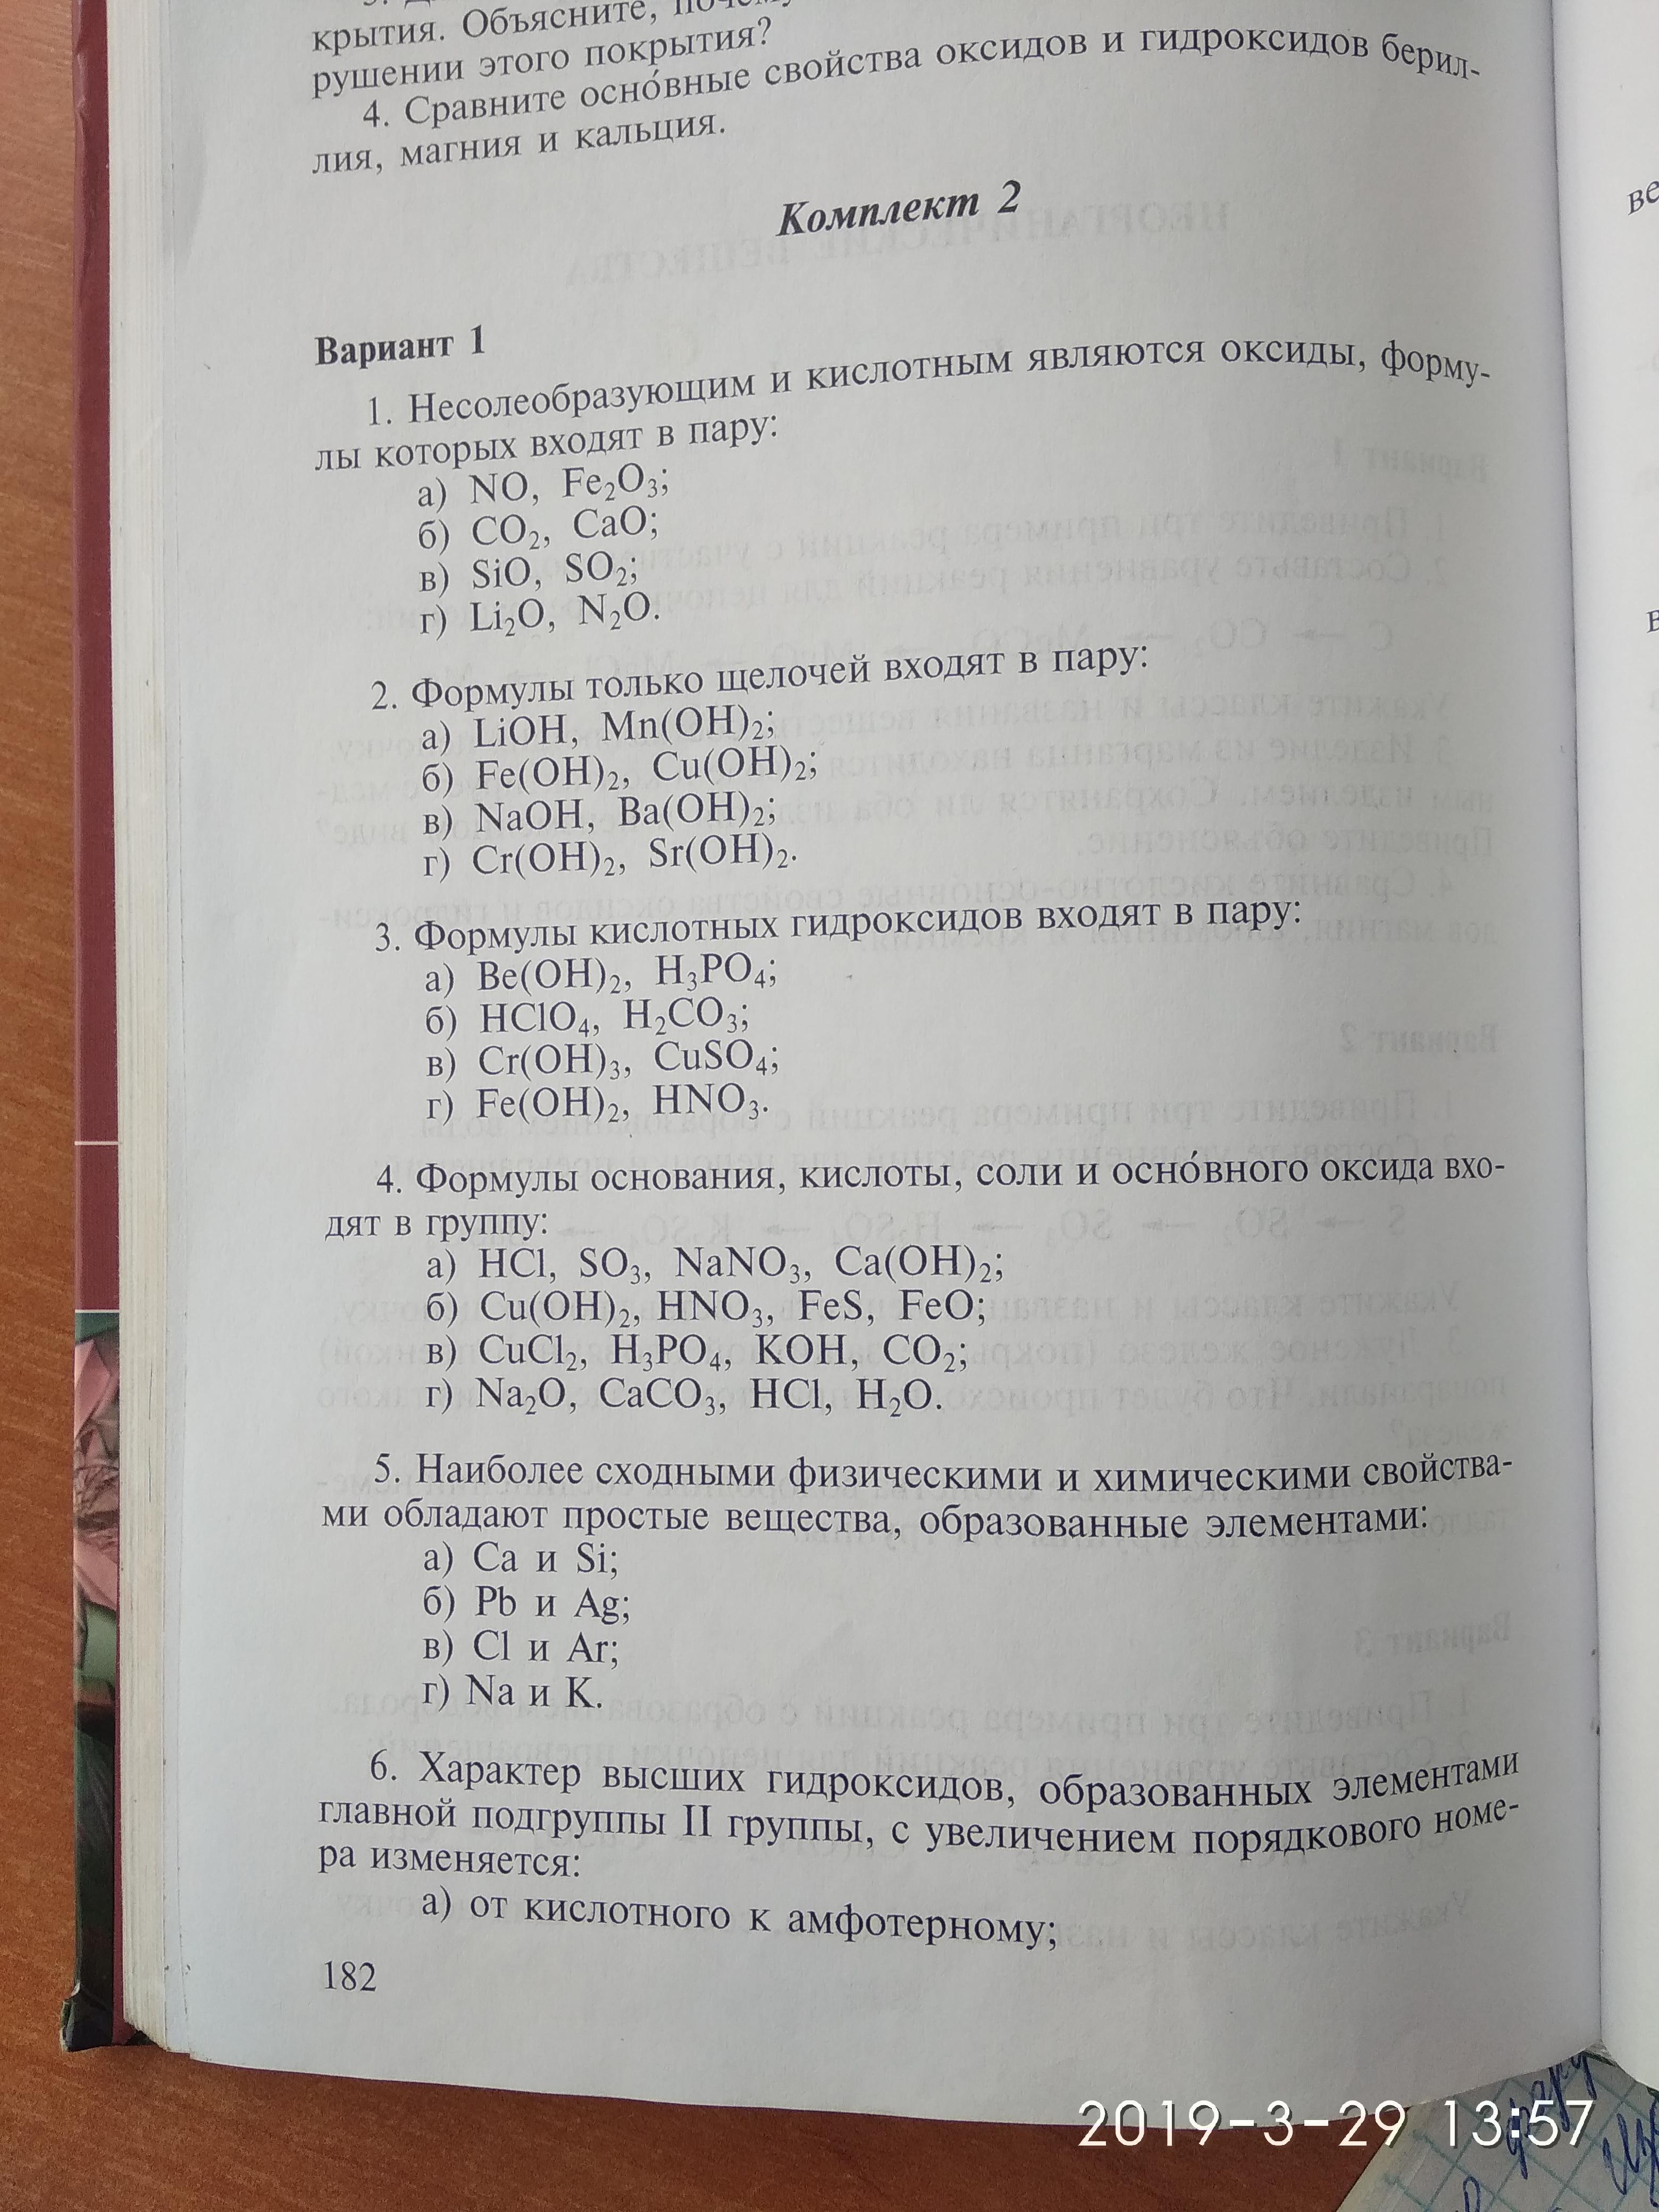 крытия. Объясните,
рушении этого покрытия?
4. Сравните осно́вные свойства оксидов и гидроксидов берил-
лия, магния и кальция.
Комплект 2
Вариант 1
1. Несолеобразующим и кислотным являются оксиды, форму-
лы которых входят в пару:
а) NO, Fe₂O₃;
б) CO₂, CaO;
в) SiO, SO₂;
г) Li₂O, N₂O.
2. Формулы только щелочей входят в пару:
а) LiOH, Mn(OH)₂;
б) Fe(OH)₂, Cu(OH)₂;
в) NaOH, Ba(OH)₂;
г) Cr(OH)₂, Sr(OH)₂.
3. Формулы кислотных гидроксидов входят в пару:
а) Be(OH)₂, H₃PO₄;
б) HClO₄, H₂CO₃;
в) Cr(OH)₃, CuSO₄;
г) Fe(OH)₂, HNO₃.
4. Формулы основания, кислоты, соли и осно́вного оксида вхо-
дят в группу:
а) HCl, SO₃, NaNO₃, Ca(OH)₂;
б) Cu(OH)₂, HNO₃, FeS, FeO;
в) CuCl₂, H₃PO₄, KOH, CO₂;
г) Na₂O, CaCO₃, HCl, H₂O.
5. Наиболее сходными физическими и химическими свойства-
ми обладают простые вещества, образованные элементами:
а) Ca и Si;
б) Pb и Ag;
в) Cl и Ar;
г) Na и K.
6. Характер высших гидроксидов, образованных элементами
главной подгруппы II группы, с увеличением порядкового номе-
ра изменяется:
а) от кислотного к амфотерному;
182
2019-3-29 13:57